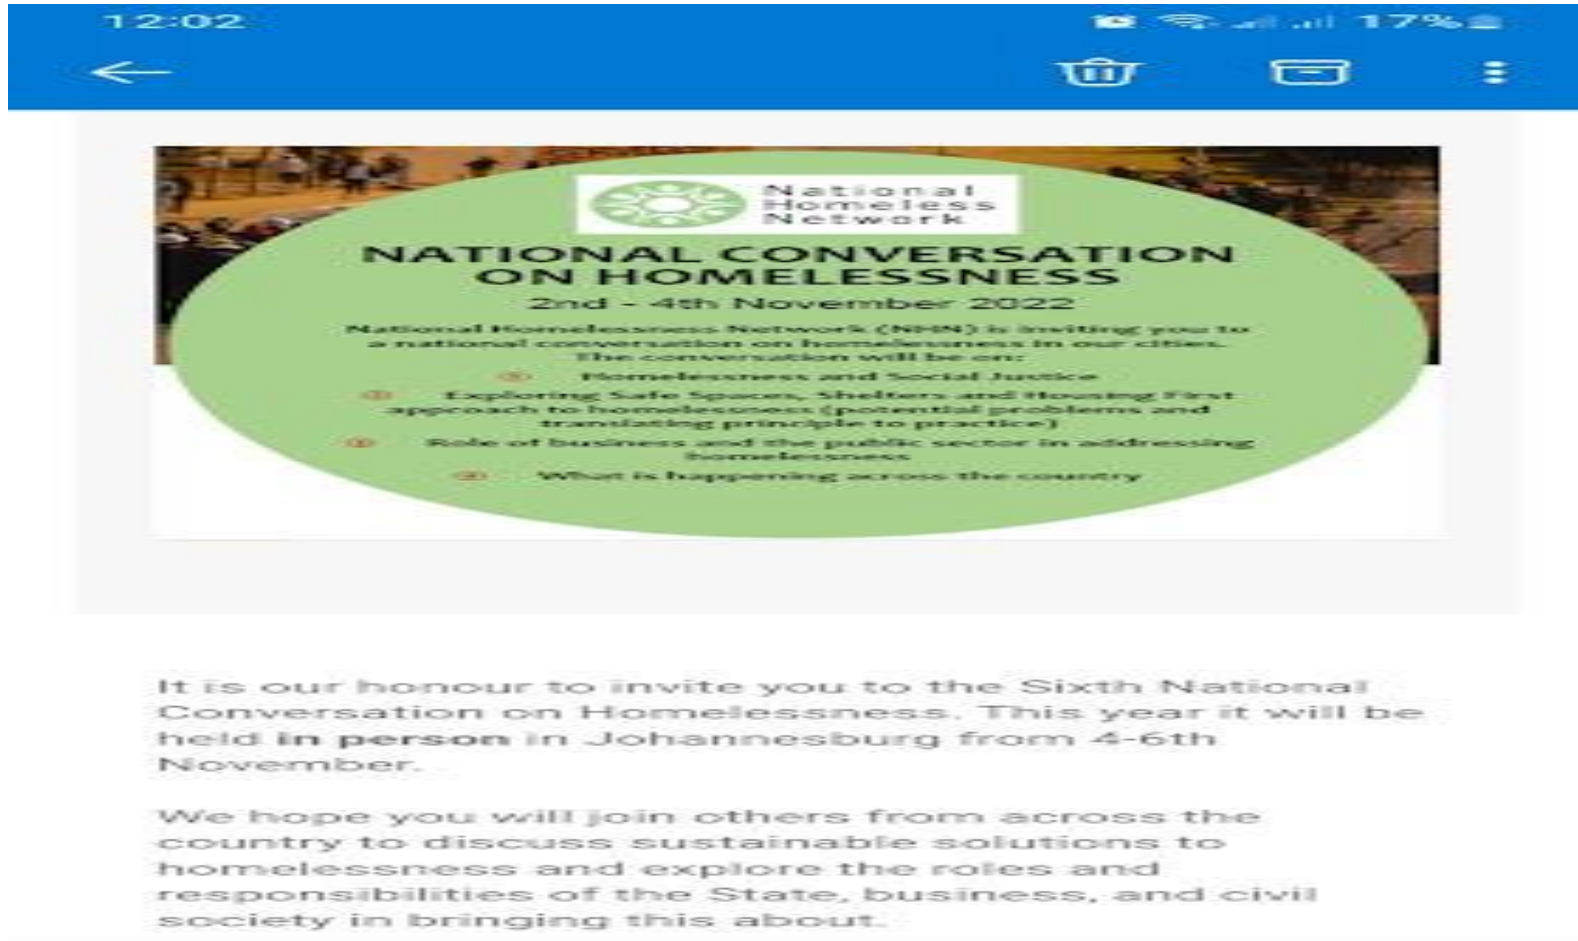 12:02
17%
National
Homeless
Network
NATIONAL CONVERSATION
ON HOMELESSNESS
2nd - 4th November 2022
National Homelessness Network (NHN) is inviting you to
a national conversation on homelessness in our cities.
The conversation will be on:
Homelessness and Social Justice
Exploring Safe Spaces, Shelters and Housing First
approach to homelessness (potential problems and
translating principle to practice)
Role of business and the public sector in addressing
homelessness
What is happening across the country
It is our honour to invite you to the Sixth National
Conversation on Homelessness. This year it will be
held in person in Johannesburg from 4-6th
November.
We hope you will join others from across the
country to discuss sustainable solutions to
homelessness and explore the roles and
responsibilities of the State, business, and civil
society in bringing this about.